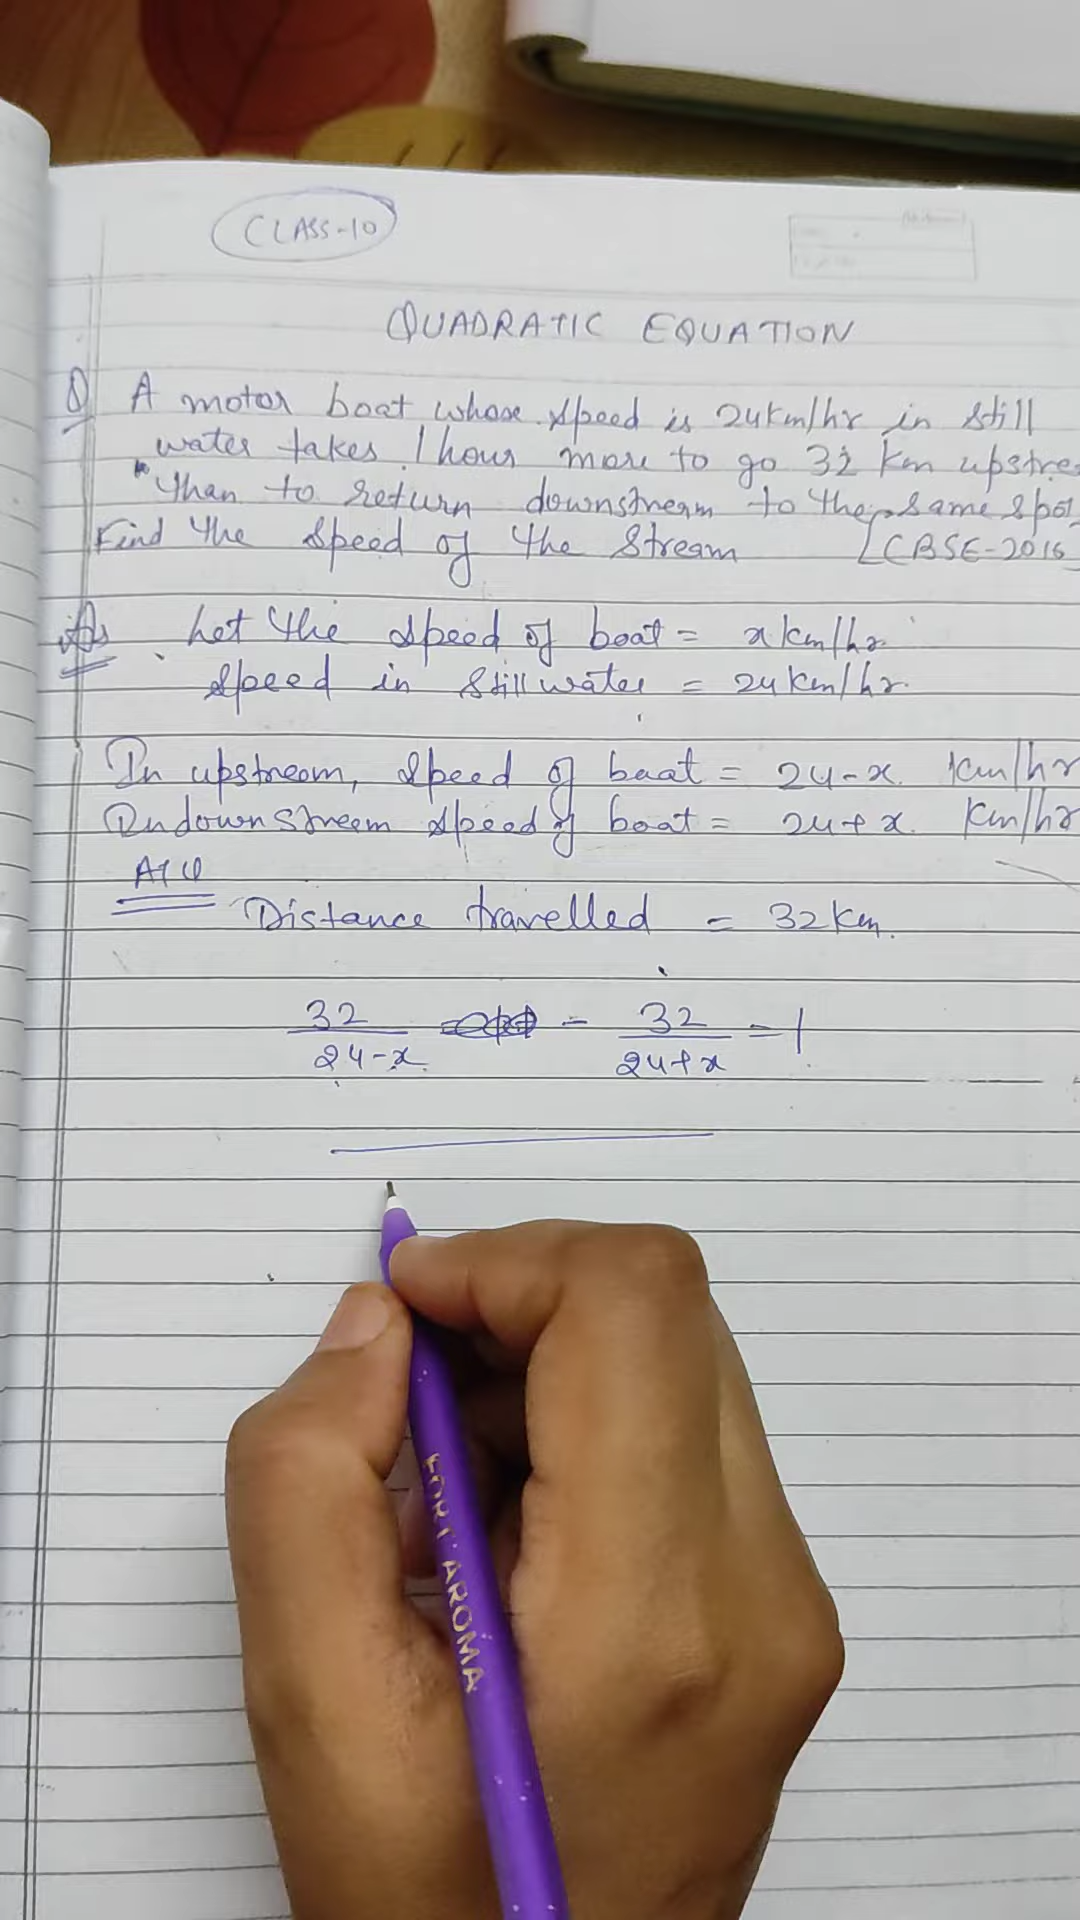 CLASS-10
QUADRATIC EQUATION
Q A motor boat whose speed is 24km/hr in still
water takes 1 hour more to go 32 km upstre
than to return downstream to the same spot
Find the speed of the stream [CBSE-2016]
As Let the speed of boat = x km/hr
Speed in still water = 24 km/hr.
In upstream, speed of boat = 24-x km/hr
In downstream speed of boat = 24+x km/hr
ATQ
Distance travelled = 32 km.
32/24-x - 32/24+x = 1
FORT AROMA